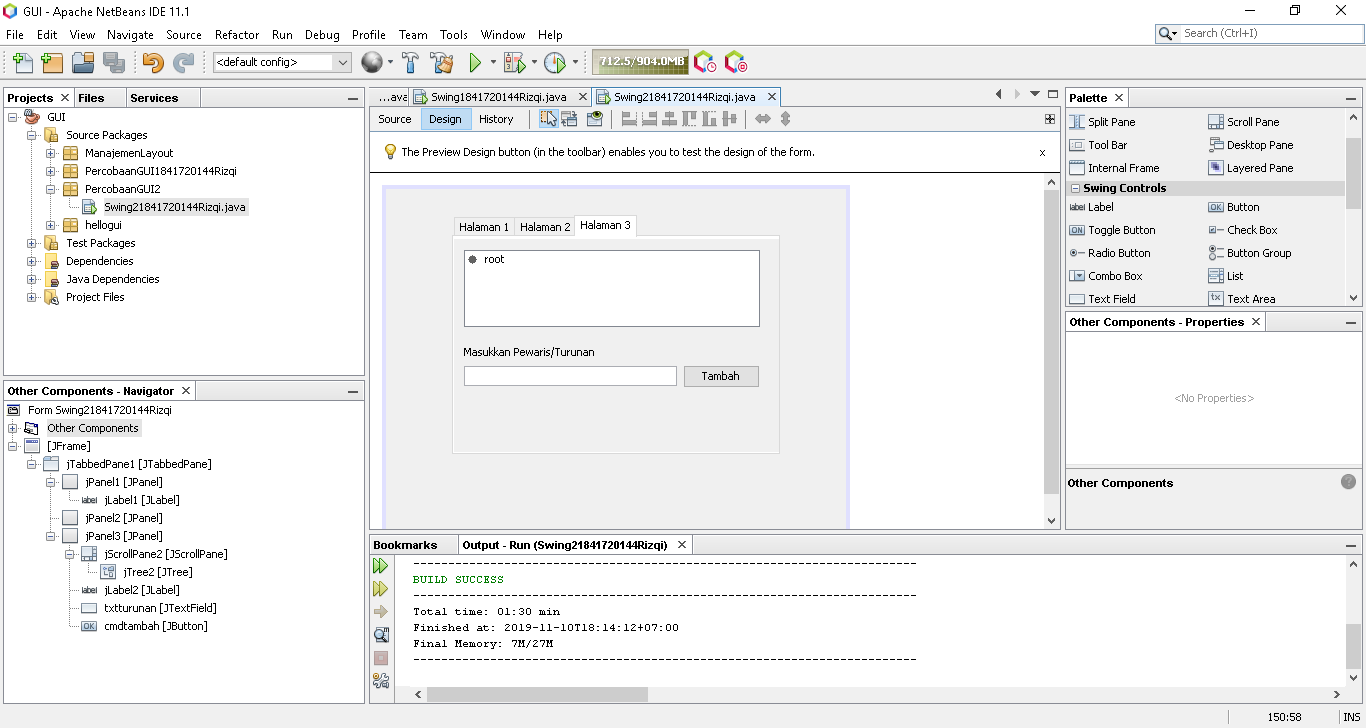 GUI - Apache NetBeans IDE 11.1
File Edit View Navigate Source Refactor Run Debug Profile Team Tools Window Help
Search (Ctrl+I)
<default config>
712.5/904.0MB
Projects Files Services
GUI
Source Packages
ManajemenLayout
PercobaanGUI1841720144Rizqi
PercobaanGUI2
Swing21841720144Rizqi.java
hellogui
Test Packages
Dependencies
Java Dependencies
Project Files
Other Components - Navigator
Form Swing21841720144Rizqi
Other Components
[JFrame]
jTabbedPane1 [JTabbedPane]
jPanel1 [JPanel]
label jLabel1 [JLabel]
jPanel2 [JPanel]
jPanel3 [JPanel]
jScrollPane2 [JScrollPane]
jTree2 [JTree]
label jLabel2 [JLabel]
txtturunan [JTextField]
OK cmdtambah [JButton]
...ava Swing1841720144Rizqi.java Swing21841720144Rizqi.java
Source Design History
The Preview Design button (in the toolbar) enables you to test the design of the form. x
Halaman 1 Halaman 2 Halaman 3
root
Masukkan Pewaris/Turunan
Tambah
Palette
Split Pane Scroll Pane
Tool Bar Desktop Pane
Internal Frame Layered Pane
Swing Controls
label Label OK Button
ON Toggle Button Check Box
Radio Button Button Group
Combo Box List
Text Field Text Area
Other Components - Properties
<No Properties>
Other Components ?
Bookmarks Output - Run (Swing21841720144Rizqi)
------------------------------------------------------------------------
BUILD SUCCESS
------------------------------------------------------------------------
Total time: 01:30 min
Finished at: 2019-11-10T18:14:12+07:00
Final Memory: 7M/27M
------------------------------------------------------------------------
150:58 INS